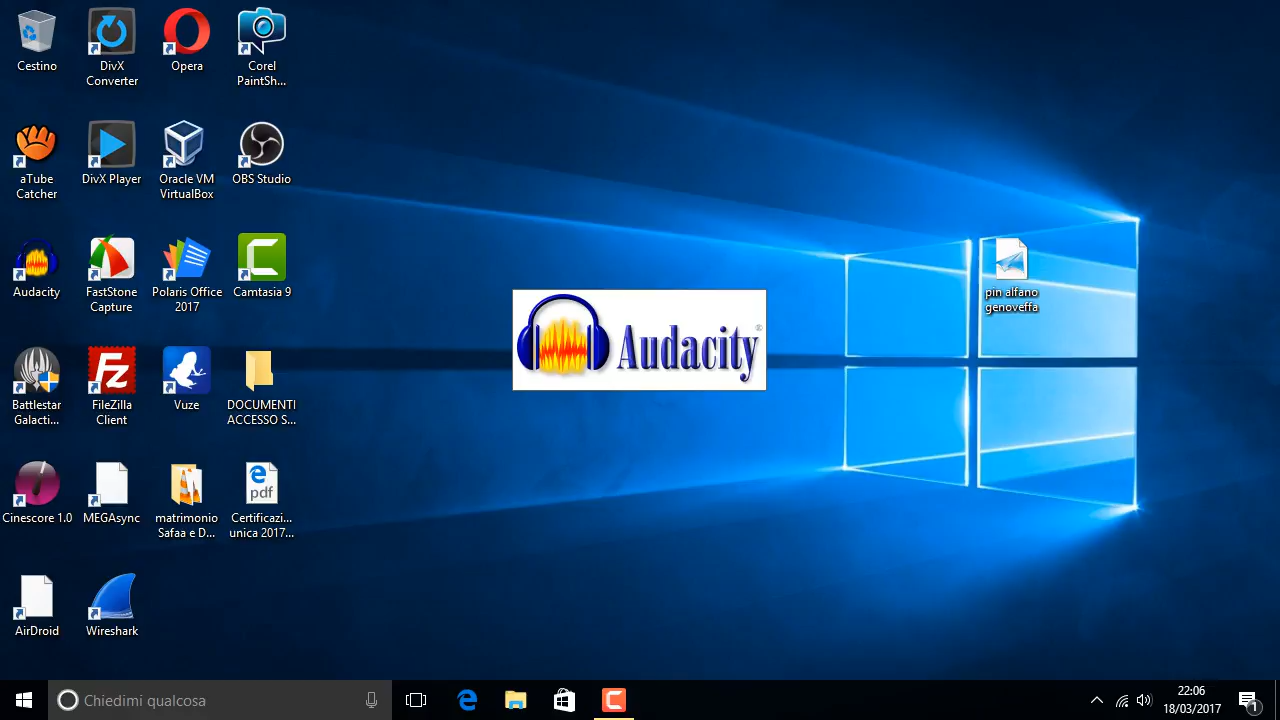 Cestino
DivX
Converter
Opera
Corel
PaintSh...
aTube
Catcher
DivX Player
Oracle VM
VirtualBox
OBS Studio
Audacity
FastStone
Capture
Polaris Office
2017
Camtasia 9
pin alfano
genoveffa
Audacity®
Battlestar
Galacti...
FileZilla
Client
Vuze
DOCUMENTI
ACCESSO S...
Cinescore 1.0
MEGAsync
matrimonio
Safaa e D...
pdf
Certificazi...
unica 2017...
AirDroid
Wireshark
Chiedimi qualcosa
22:06
18/03/2017
1